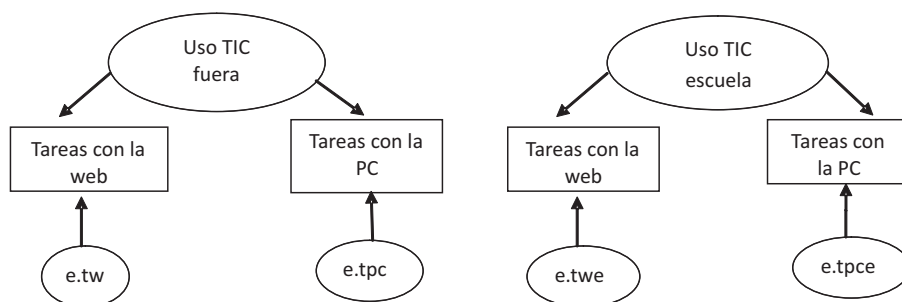 Uso TIC
fuera
Tareas con la
web
Tareas con la
PC
e.tw
e.tpc
Uso TIC
escuela
Tareas con la
web
Tareas con
la PC
e.twe
e.tpce